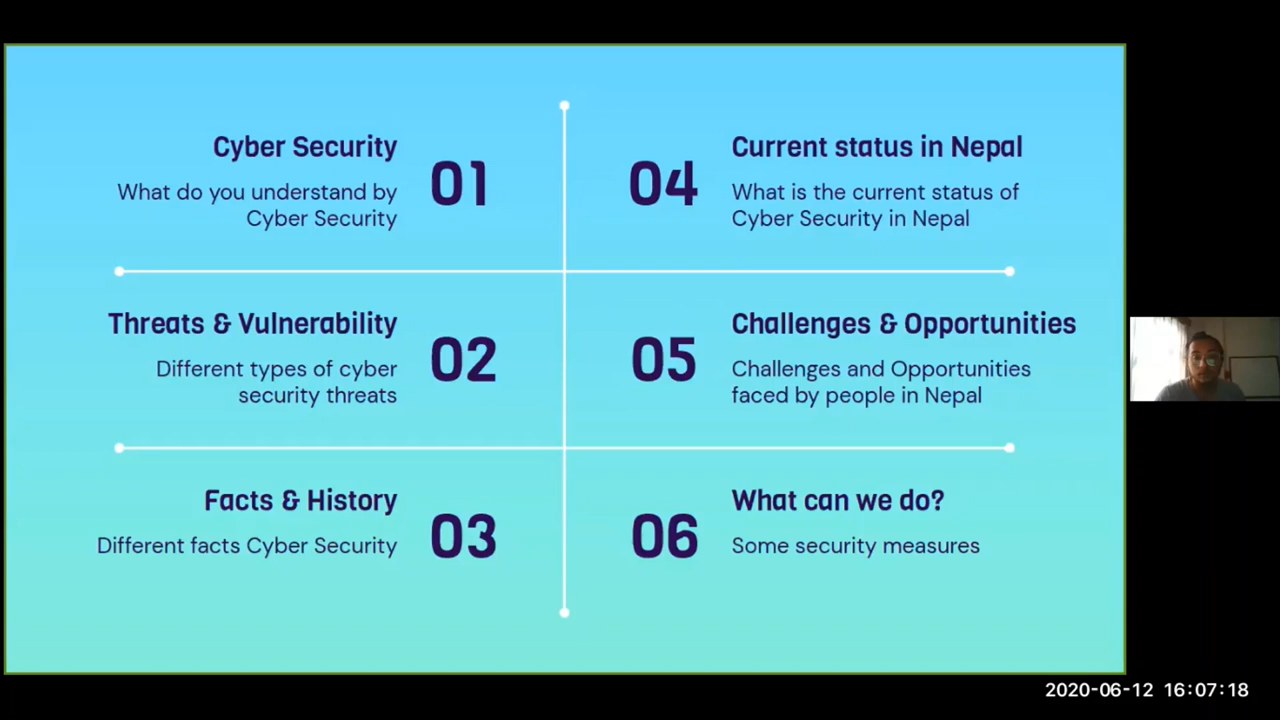 Cyber Security
What do you understand by
Cyber Security
01
Threats & Vulnerability
Different types of cyber
security threats
02
Facts & History
Different facts Cyber Security
03
04
Current status in Nepal
What is the current status of
Cyber Security in Nepal
05
Challenges & Opportunities
Challenges and Opportunities
faced by people in Nepal
06
What can we do?
Some security measures
2020-06-12 16:07:18